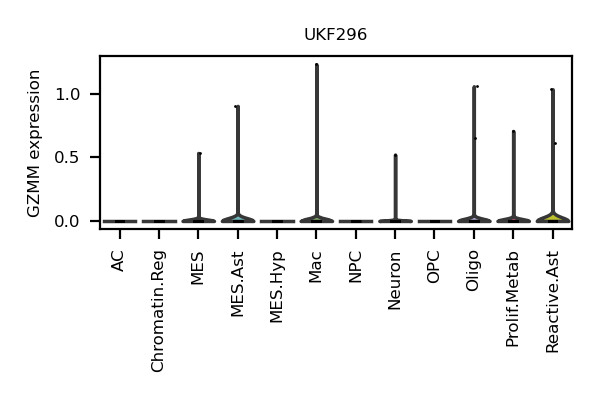 UKF296
GZMM expression
1.0
0.5
0.0
AC
Chromatin.Reg
MES
MES.Ast
MES.Hyp
Mac
NPC
Neuron
OPC
Oligo
Prolif.Metab
Reactive.Ast